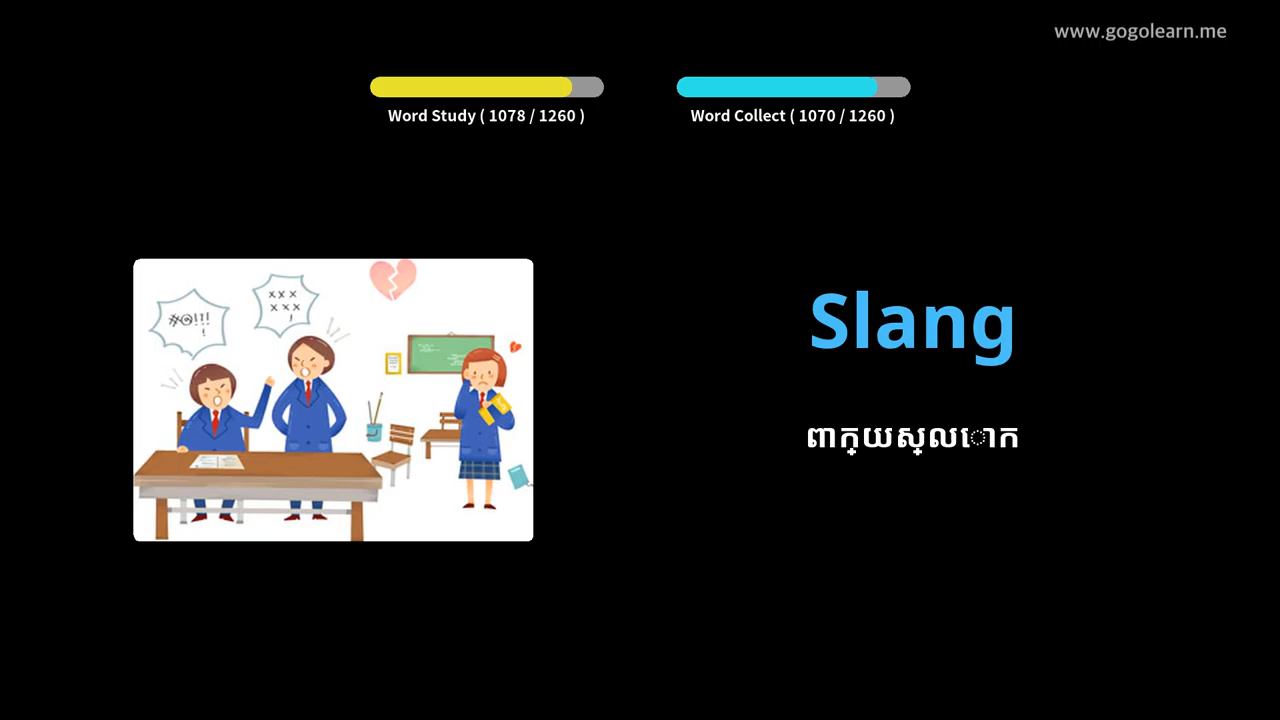 www.gogolearn.me
Word Study ( 1078 / 1260 )
Word Collect ( 1070 / 1260 )
#@!?!
!
x x x
x x x
!
Slang
ពាក្យស្លោក